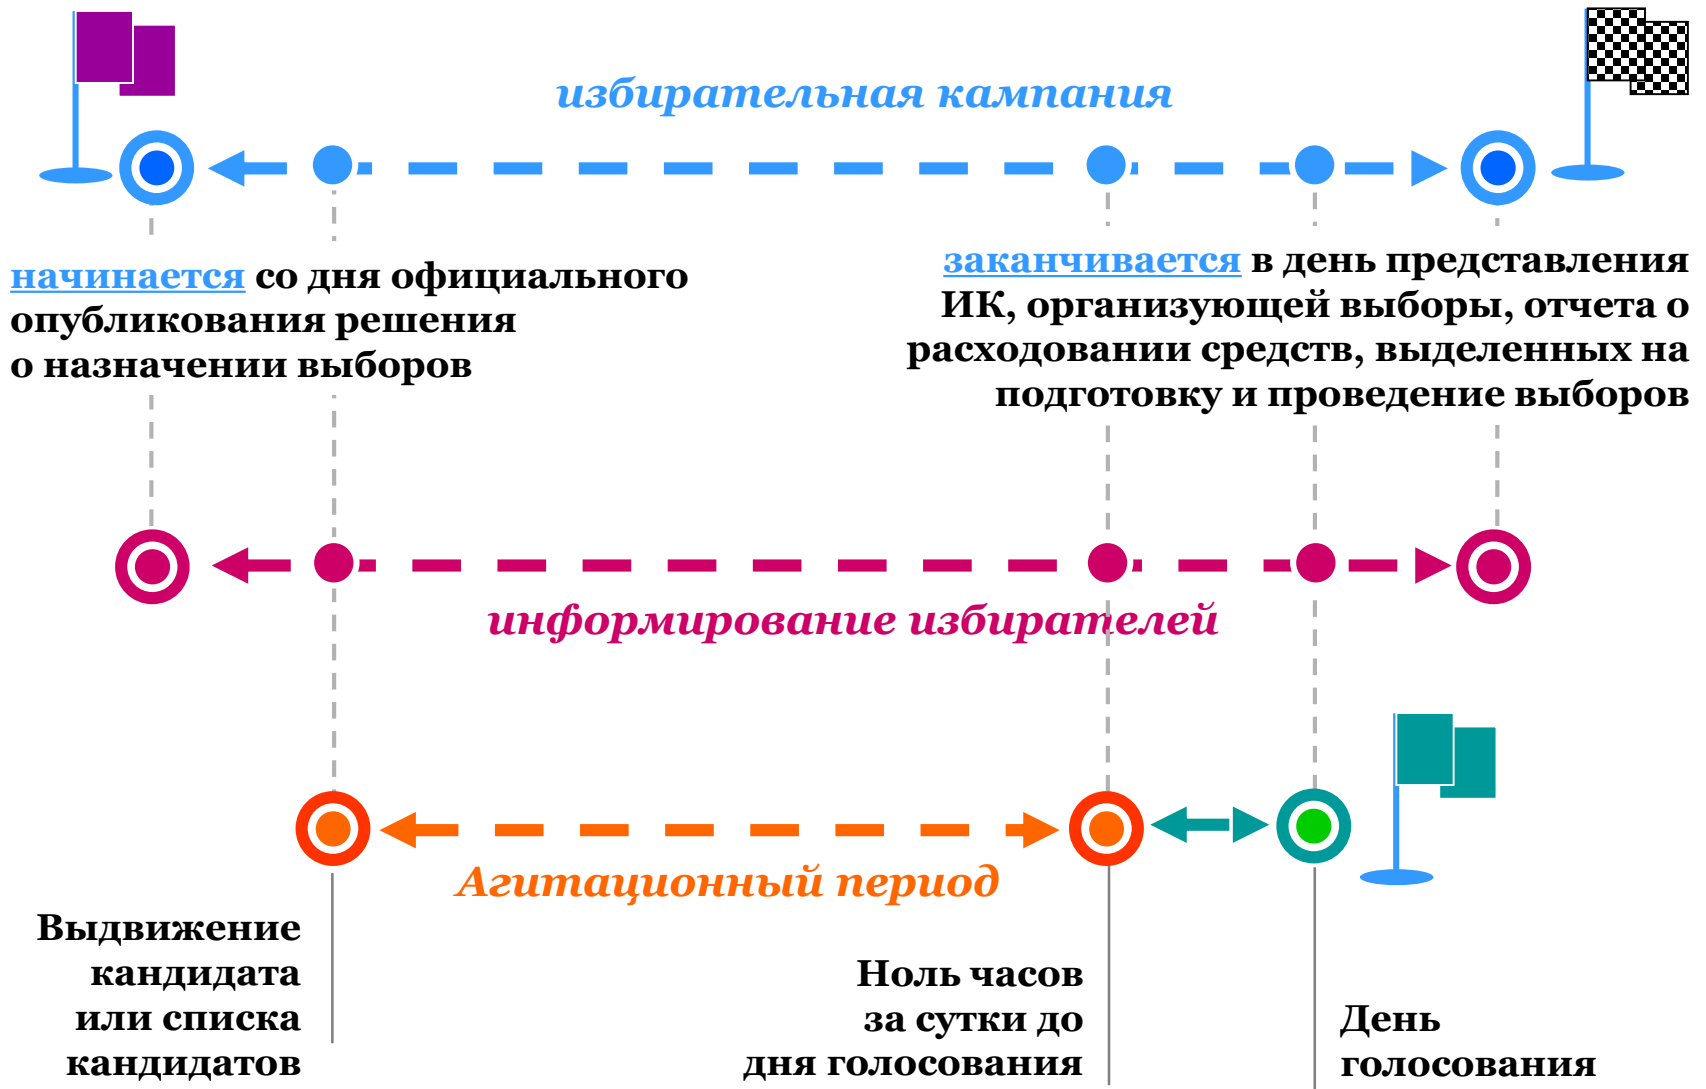 избирательная кампания
начинается со дня официального
опубликования решения
о назначении выборов
заканчивается в день представления
ИК, организующей выборы, отчета о
расходовании средств, выделенных на
подготовку и проведение выборов
информирование избирателей
Агитационный период
Выдвижение
кандидата
или списка
кандидатов
Ноль часов
за сутки до
дня голосования
День
голосования